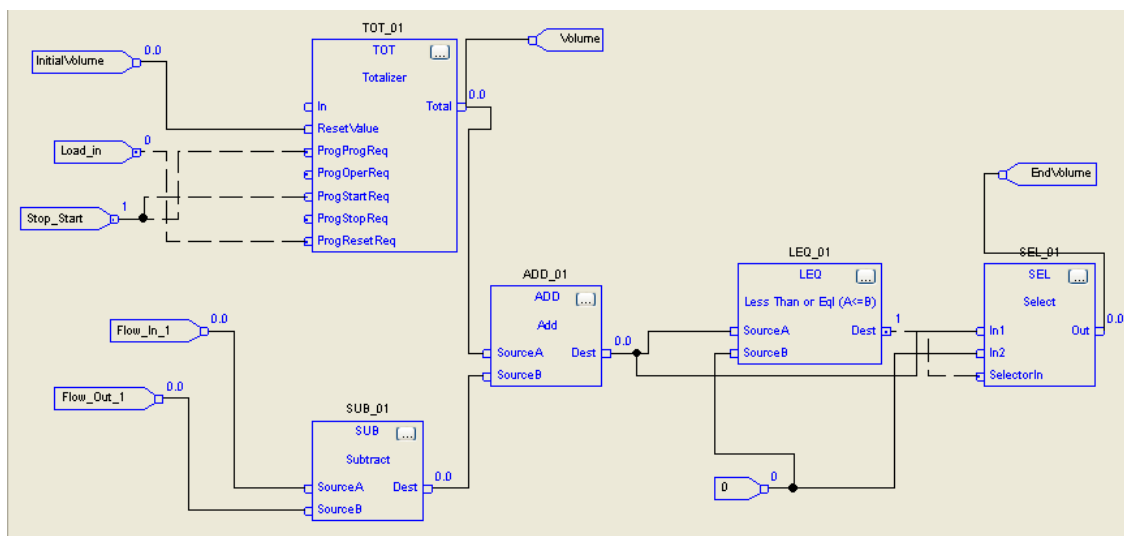 TOT_01
TOT
...
Totalizer
In
Total
0.0
ResetValue
ProgProgReq
ProgOperReq
ProgStartReq
ProgStopReq
ProgResetReq
InitialVolume
0.0
Load_in
0
Stop_Start
1
Volume
EndVolume
Flow_In_1
0.0
Flow_Out_1
0.0
SUB_01
SUB
...
Subtract
SourceA
Dest
0.0
SourceB
ADD_01
ADD
...
Add
SourceA
Dest
0.0
SourceB
LEQ_01
LEQ
...
Less Than or Eql (A<=B)
SourceA
Dest
1
SourceB
0
0
SEL_01
SEL
...
Select
In1
Out
0.0
In2
SelectorIn